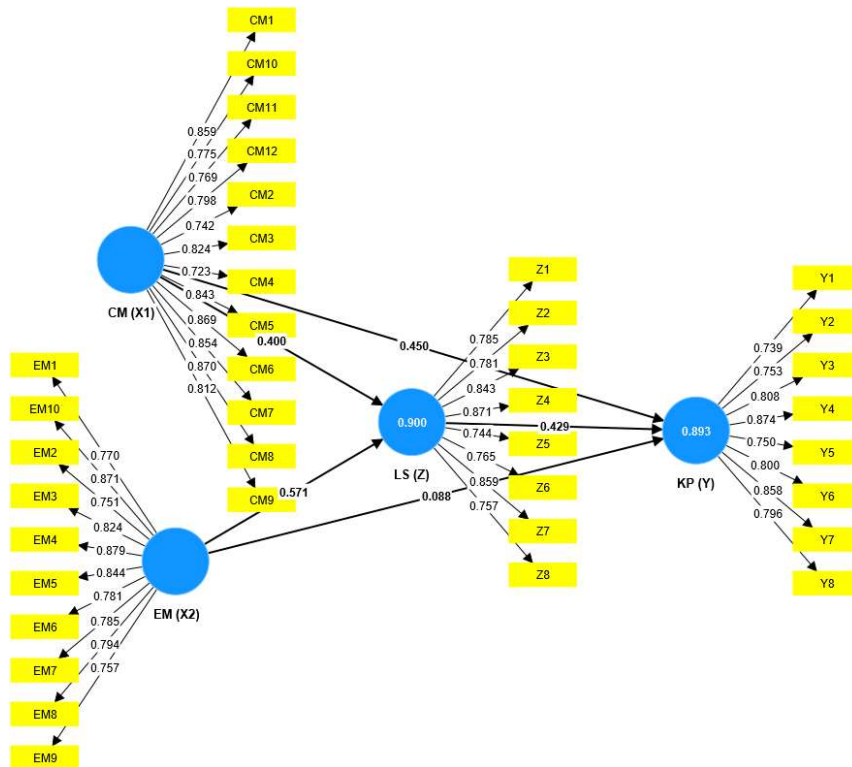 CM1
CM10
CM11
CM12
CM2
CM3
CM4
CM5
CM6
CM7
CM8
CM9
0.859
0.775
0.769
0.798
0.742
0.824
0.723
0.843
0.869
0.854
0.870
0.812
CM (X1)
0.450
0.400
EM1
EM10
EM2
EM3
EM4
EM5
EM6
EM7
EM8
EM9
0.770
0.871
0.751
0.824
0.879
0.844
0.781
0.785
0.794
0.757
EM (X2)
0.571
0.088
0.900
LS (Z)
0.429
Z1
Z2
Z3
Z4
Z5
Z6
Z7
Z8
0.785
0.781
0.843
0.871
0.744
0.765
0.859
0.757
0.893
KP (Y)
Y1
Y2
Y3
Y4
Y5
Y6
Y7
Y8
0.739
0.753
0.808
0.874
0.750
0.800
0.858
0.796